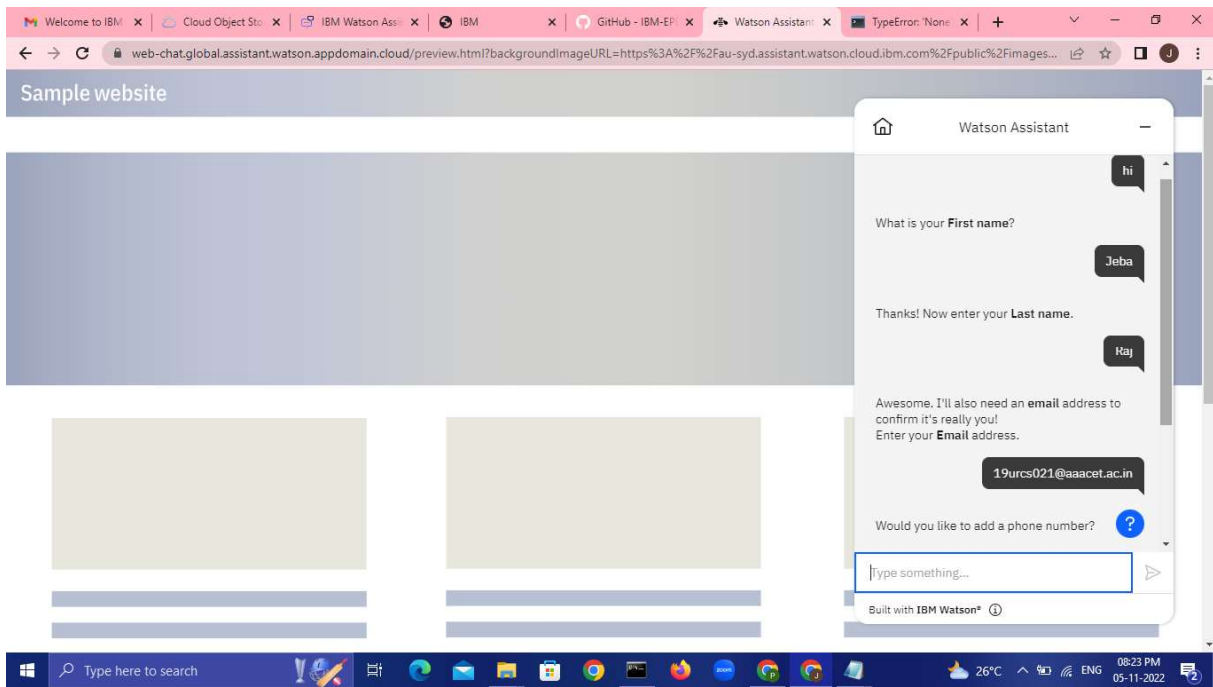 Welcome to IBM
Cloud Object Sto
IBM Watson Assis
IBM
GitHub - IBM-EP
Watson Assistant
TypeError: 'None
web-chat.global.assistant.watson.appdomain.cloud/preview.html?backgroundImageURL=https%3A%2F%2Fau-syd.assistant.watson.cloud.ibm.com%2Fpublic%2Fimages...
J
Sample website
Watson Assistant
hi
What is your First name?
Jeba
Thanks! Now enter your Last name.
Raj
Awesome. I'll also need an email address to
confirm it's really you!
Enter your Email address.
19urcs021@aaacet.ac.in
Would you like to add a phone number?
?
Type something...
Built with IBM Watson®
Type here to search
zoom
26°C
ENG
08:23 PM
05-11-2022
2